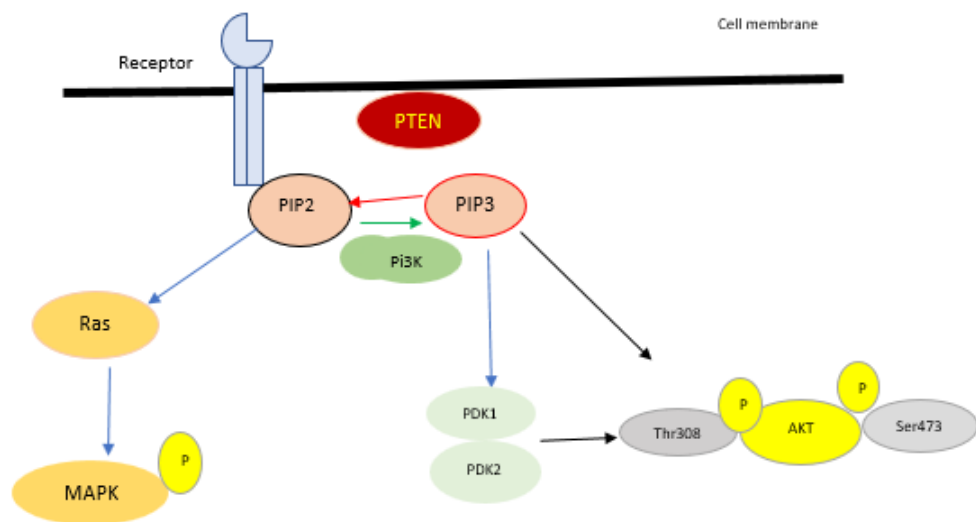 Cell membrane
Receptor
PTEN
PIP2
PIP3
Pi3K
Ras
PDK1
P
P
Thr308
AKT
Ser473
P
PDK2
MAPK